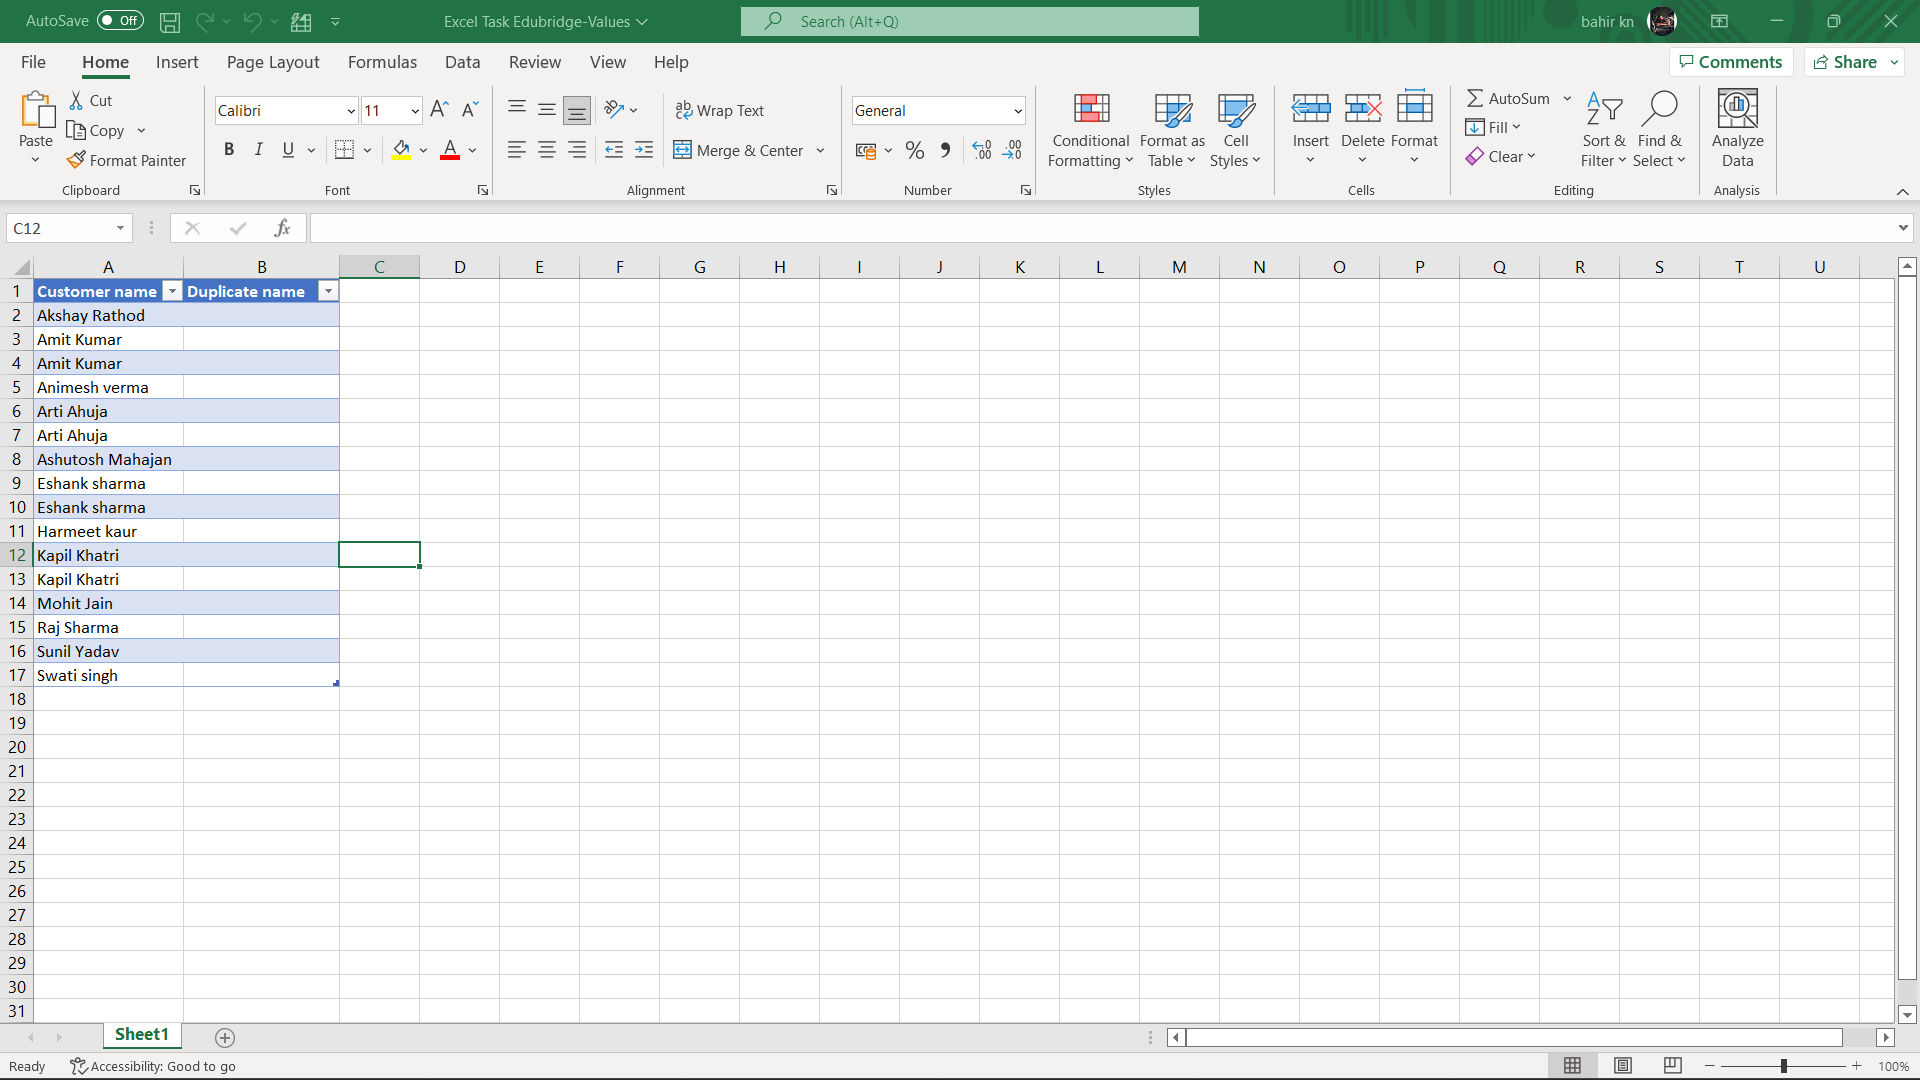 AutoSave Off Excel Task Edubridge-Values Search (Alt+Q) bahir kn
File Home Insert Page Layout Formulas Data Review View Help Comments Share
Paste Cut Copy Format Painter Clipboard
Calibri 11 B I U A Font
Wrap Text Merge & Center Alignment
General % Number
Conditional Formatting Format as Table Cell Styles Styles
Insert Delete Format Cells
AutoSum Fill Clear Sort & Filter Find & Select Editing
Analyze Data Analysis
C12 fx
A B C D E F G H I J K L M N O P Q R S T U
1 Customer name Duplicate name
2 Akshay Rathod
3 Amit Kumar
4 Amit Kumar
5 Animesh verma
6 Arti Ahuja
7 Arti Ahuja
8 Ashutosh Mahajan
9 Eshank sharma
10 Eshank sharma
11 Harmeet kaur
12 Kapil Khatri
13 Kapil Khatri
14 Mohit Jain
15 Raj Sharma
16 Sunil Yadav
17 Swati singh
18
19
20
21
22
23
24
25
26
27
28
29
30
31
Sheet1
Ready Accessibility: Good to go 100%